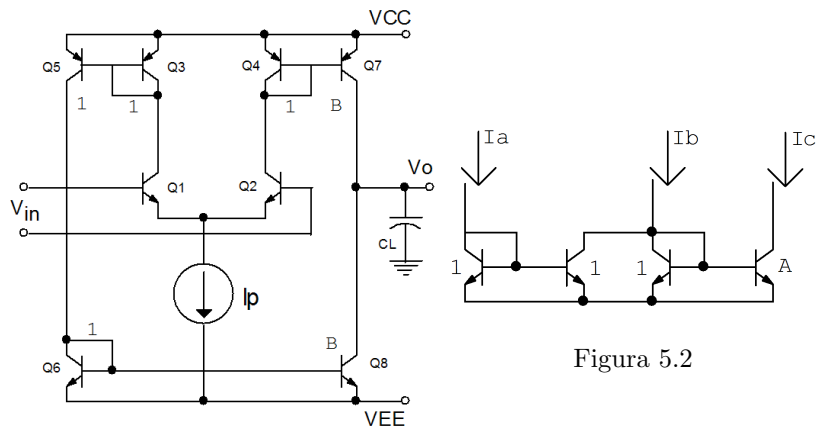 VCC
Q5
Q3
Q4
Q7
1
1
1
B
Ia
Ib
Ic
Vo
Q1
Q2
Vin
CL
1
1
1
A
Ip
1
B
Q6
Q8
VEE
Figura 5.2